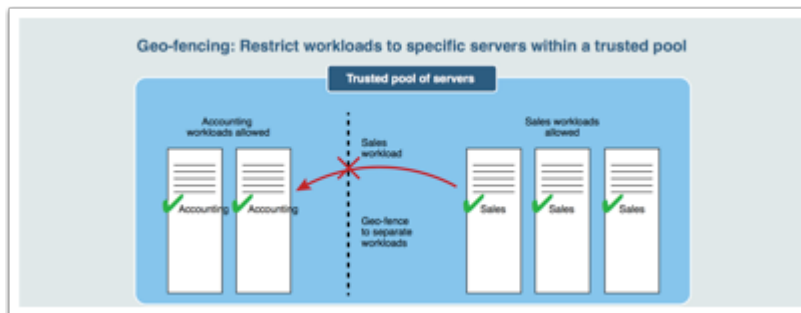 Geo-fencing: Restrict workloads to specific servers within a trusted pool
Trusted pool of servers
Accounting
workloads allowed
Sales workloads
allowed
Sales
workload
Accounting
Accounting
Sales
Sales
Sales
Geo-fence
to separate
workloads